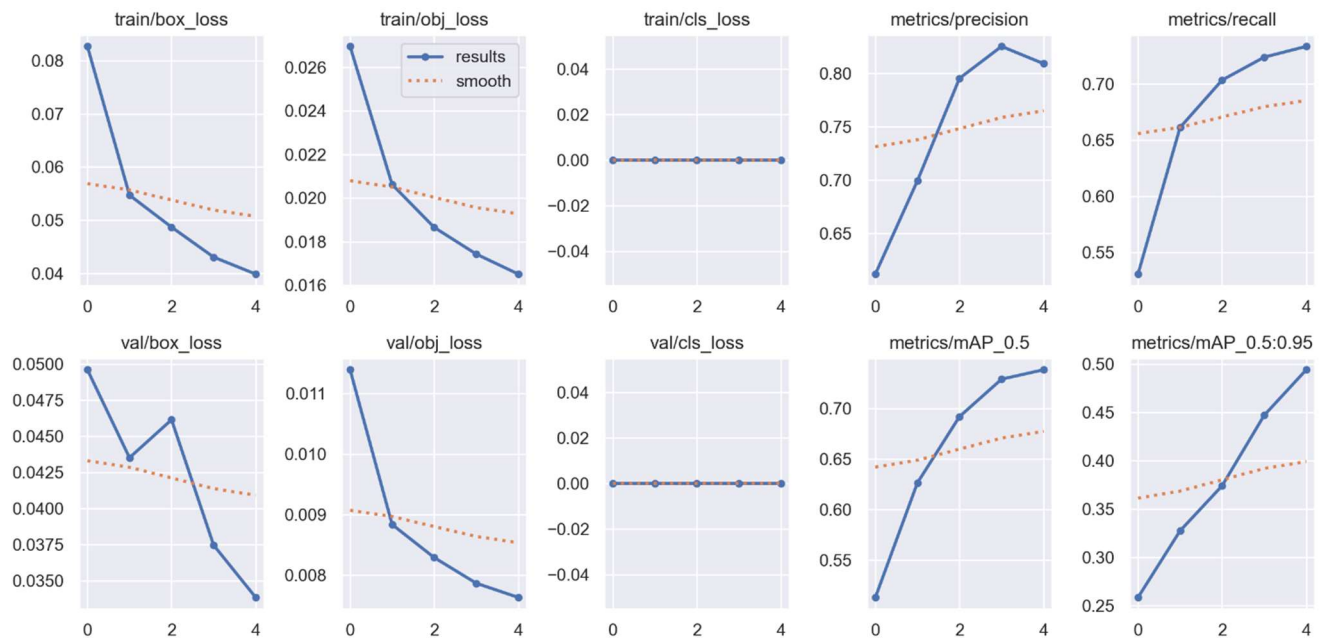 train/box_loss
0.08
0.07
0.06
0.05
0.04
0 2 4
train/obj_loss
results
smooth
0.026
0.024
0.022
0.020
0.018
0.016
0 2 4
train/cls_loss
0.04
0.02
0.00
−0.02
−0.04
0 2 4
metrics/precision
0.80
0.75
0.70
0.65
0 2 4
metrics/recall
0.70
0.65
0.60
0.55
0 2 4
val/box_loss
0.0500
0.0475
0.0450
0.0425
0.0400
0.0375
0.0350
0 2 4
val/obj_loss
0.011
0.010
0.009
0.008
0 2 4
val/cls_loss
0.04
0.02
0.00
−0.02
−0.04
0 2 4
metrics/mAP_0.5
0.70
0.65
0.60
0.55
0 2 4
metrics/mAP_0.5:0.95
0.50
0.45
0.40
0.35
0.30
0.25
0 2 4